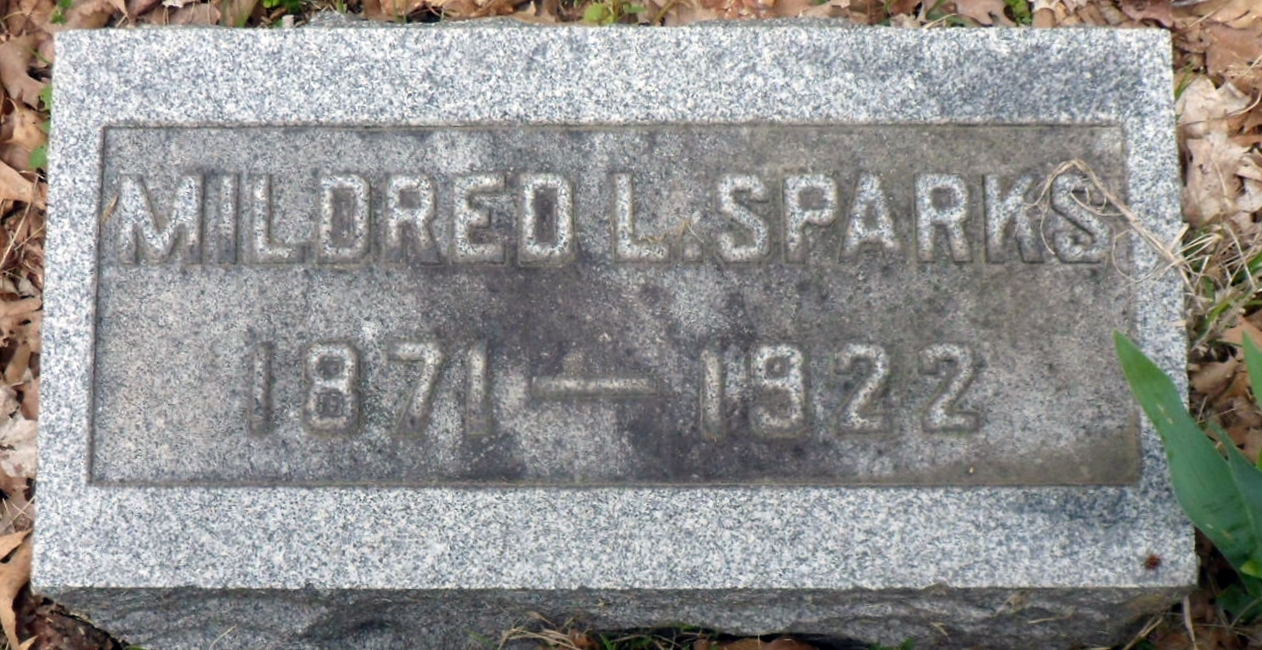 MILDRED L. SPARKS
1871 — 1922